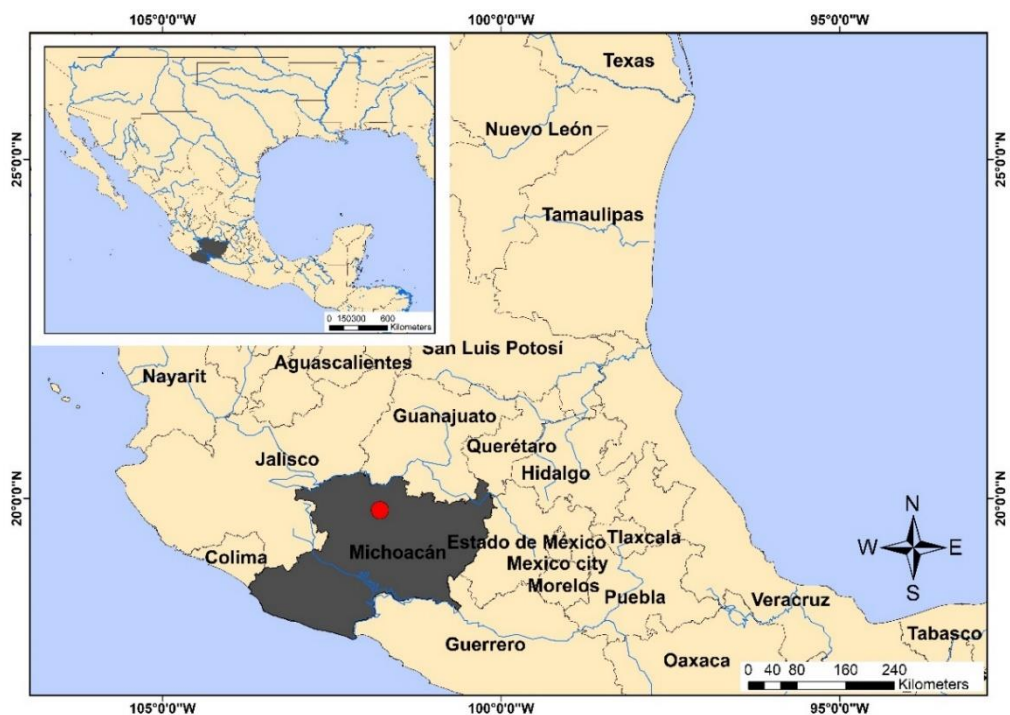 105°0'0"W 100°0'0"W 95°0'0"W
Texas
Nuevo León
25°0'0"N 25°0'0"N
Tamaulipas
0 150300 600
Kilometers
San Luis Potosí
Aguascalientes
Nayarit
Guanajuato
Querétaro
Jalisco
Hidalgo
20°0'0"N 20°0'0"N
N
Estado de México
Tlaxcala
W E
Michoacán
Colima
Mexico city
Morelos
S
Puebla
Veracruz
Guerrero
Tabasco
Oaxaca
0 40 80 160 240
Kilometers
105°0'0"W 100°0'0"W 95°0'0"W